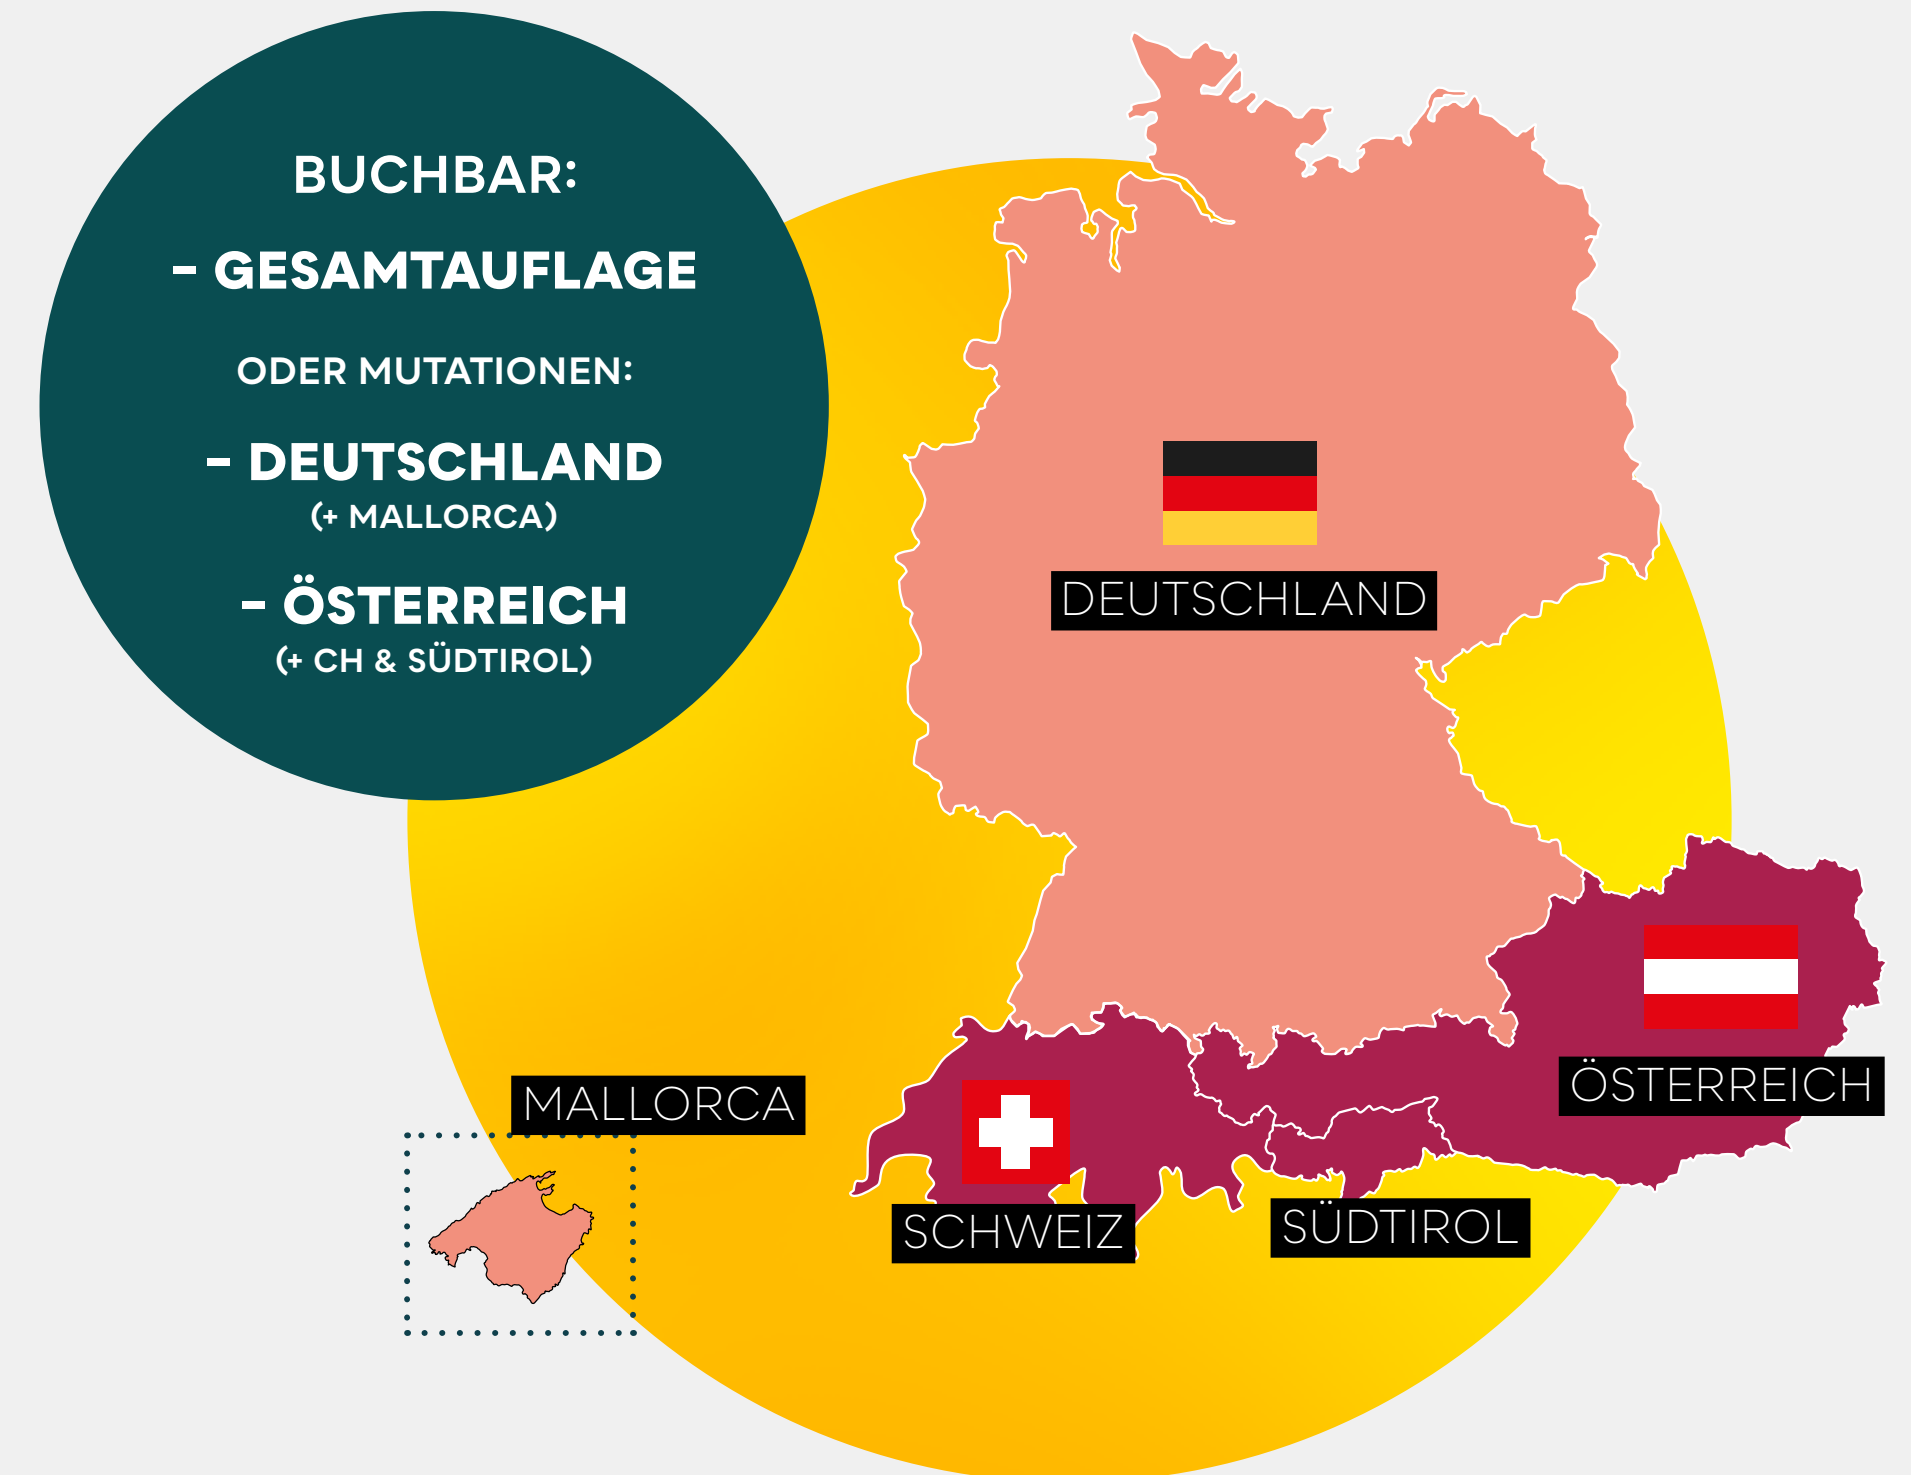 BUCHBAR:
- GESAMTAUFLAGE
ODER MUTATIONEN:
- DEUTSCHLAND
(+ MALLORCA)
- ÖSTERREICH
(+ CH & SÜDTIROL)
DEUTSCHLAND
ÖSTERREICH
MALLORCA
SCHWEIZ
SÜDTIROL